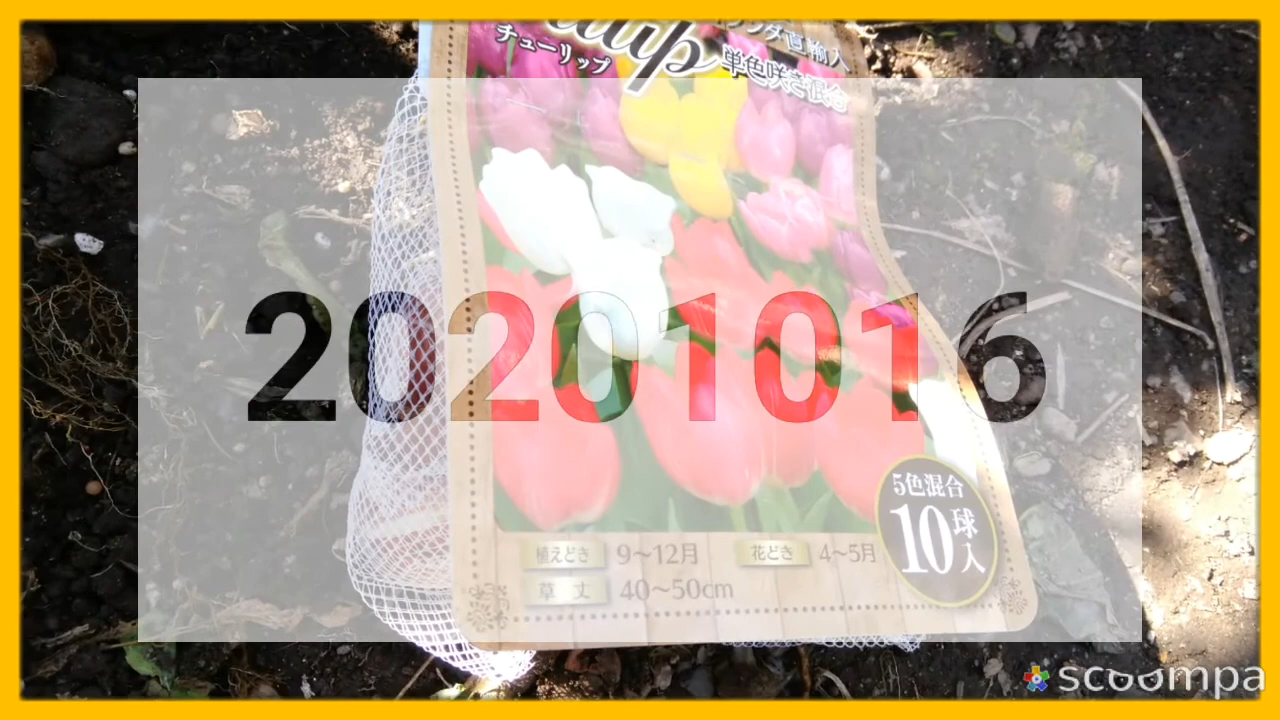 チューリップ
単色咲き混合
20201016
5色混合
10球入
植えどき 9〜12月 花どき 4〜5月
草丈 40〜50cm
scoompa